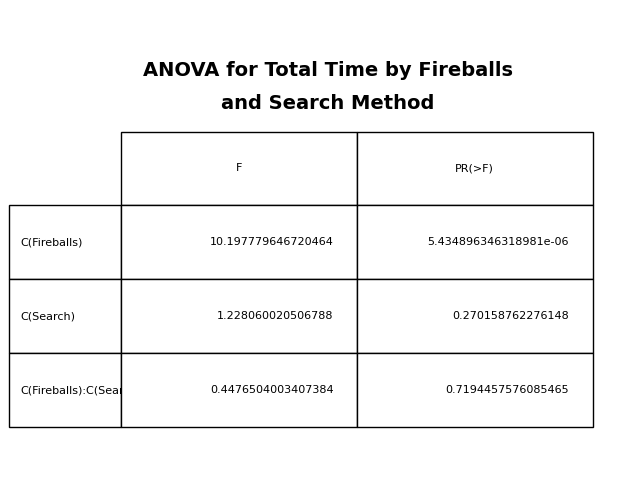 ANOVA for Total Time by Fireballs
and Search Method
F PR(>F)
C(Fireballs) 10.197779646720464 5.434896346318981e-06
C(Search) 1.228060020506788 0.270158762276148
C(Fireballs):C(Sear 0.4476504003407384 0.7194457576085465